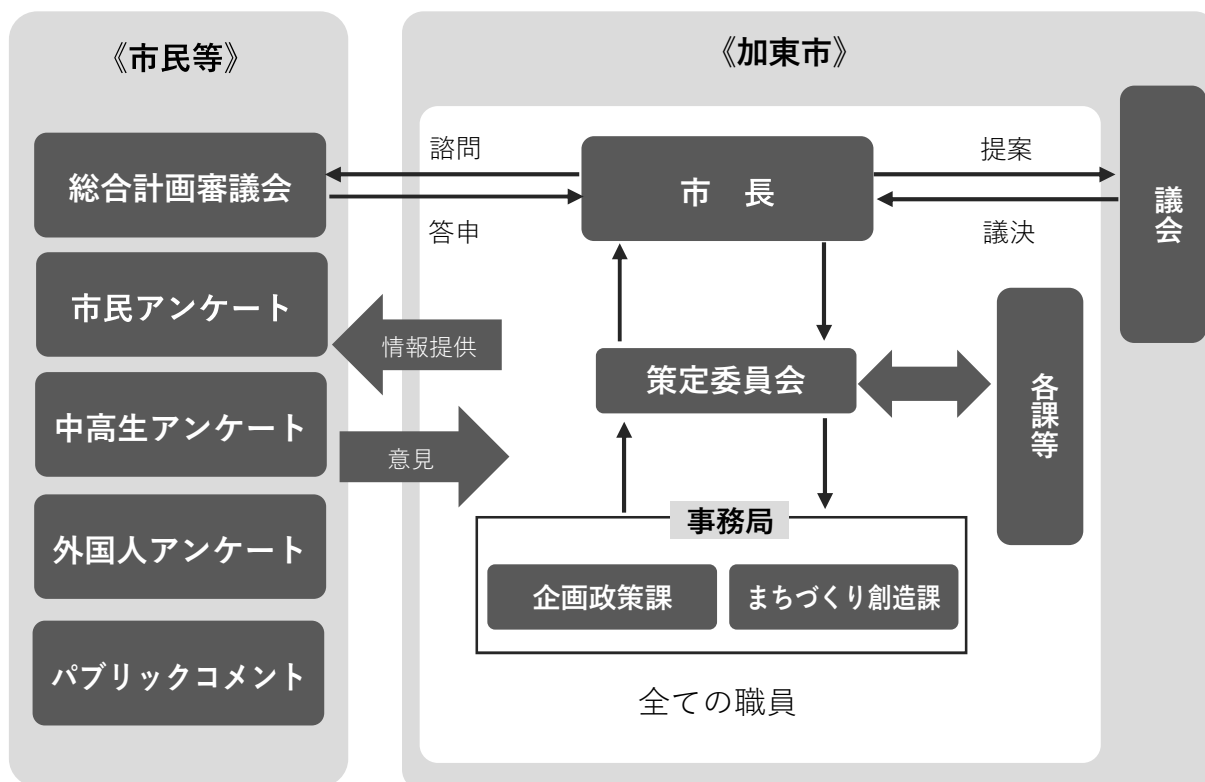 《市民等》
総合計画審議会
市民アンケート
中高生アンケート
外国人アンケート
パブリックコメント
諮問
答申
情報提供
意見
《加東市》
市　長
提案
議決
議会
策定委員会
各課等
事務局
企画政策課
まちづくり創造課
全ての職員